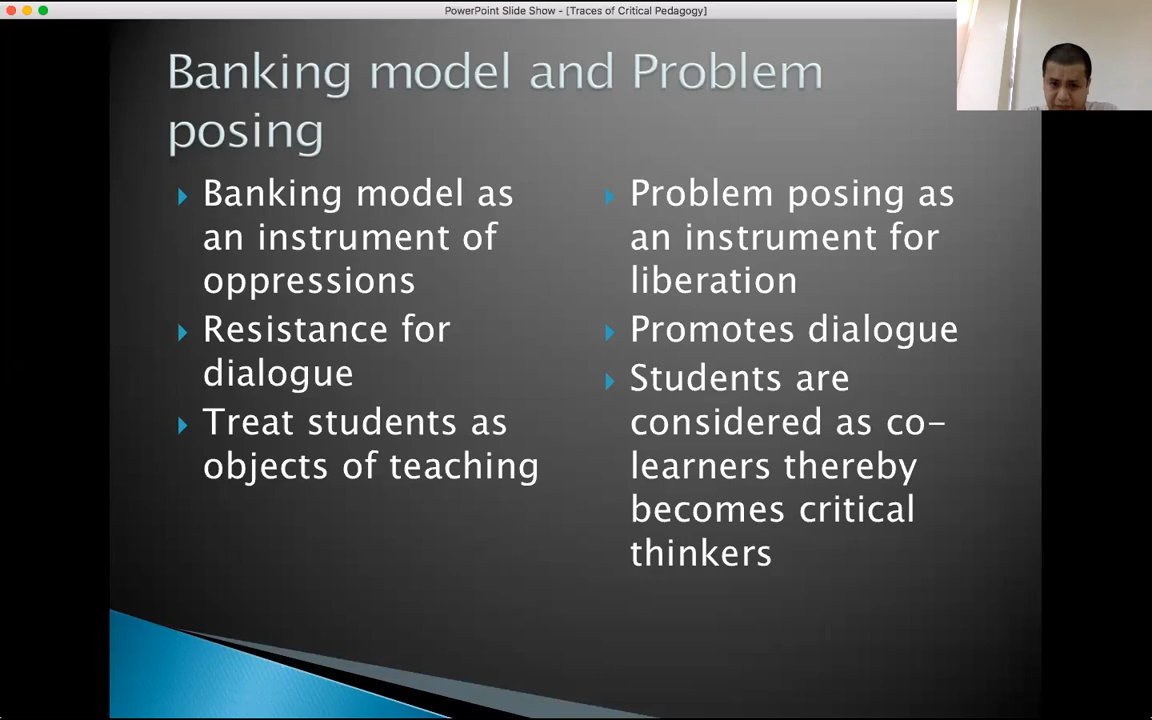 PowerPoint Slide Show - [Traces of Critical Pedagogy]
Banking model and Problem
posing
Banking model as
an instrument of
oppressions
Resistance for
dialogue
Treat students as
objects of teaching
Problem posing as
an instrument for
liberation
Promotes dialogue
Students are
considered as co-
learners thereby
becomes critical
thinkers